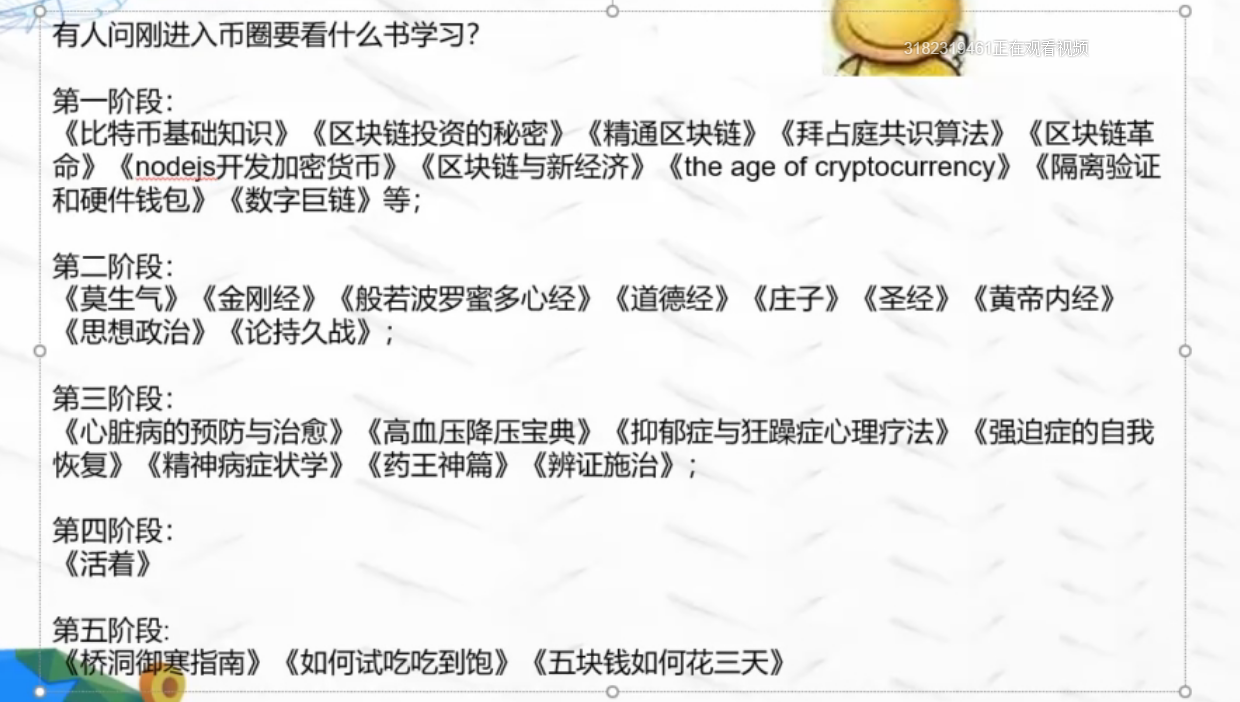 有人问刚进入币圈要看什么书学习？
3182319461正在观看视频
第一阶段：
《比特币基础知识》《区块链投资的秘密》《精通区块链》《拜占庭共识算法》《区块链革
命》《nodejs开发加密货币》《区块链与新经济》《the age of cryptocurrency》《隔离验证
和硬件钱包》《数字巨链》等；
第二阶段：
《莫生气》《金刚经》《般若波罗蜜多心经》《道德经》《庄子》《圣经》《黄帝内经》
《思想政治》《论持久战》；
第三阶段：
《心脏病的预防与治愈》《高血压降压宝典》《抑郁症与狂躁症心理疗法》《强迫症的自我
恢复》《精神病症状学》《药王神篇》《辨证施治》；
第四阶段：
《活着》
第五阶段:
《桥洞御寒指南》《如何试吃吃到饱》《五块钱如何花三天》